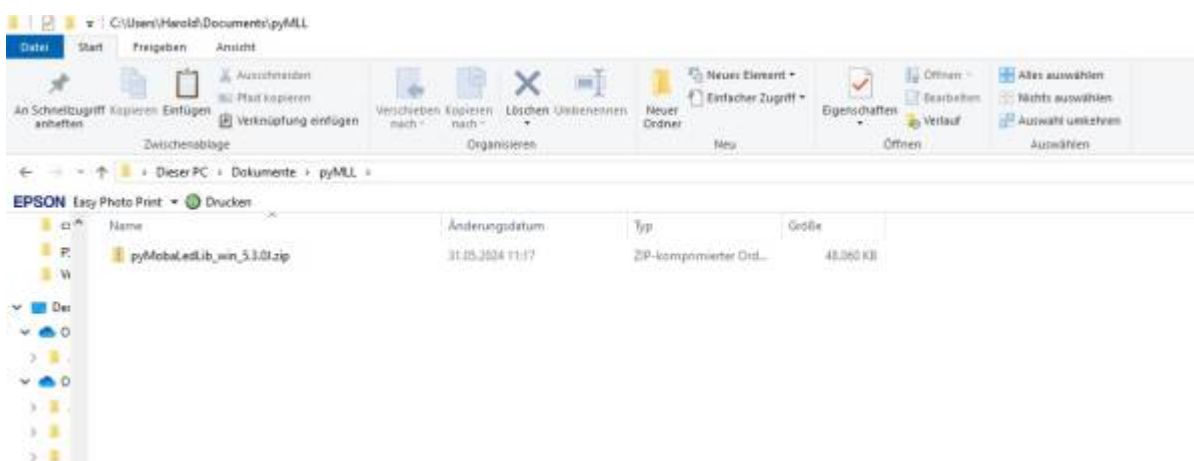 C:\Users\Harold\Documents\pyMLL
Datei Start Freigeben Ansicht
An Schnellzugriff anheften
Kopieren
Einfügen
Ausschneiden
Pfad kopieren
Verknüpfung einfügen
Zwischenablage
Verschieben nach
Kopieren nach
Löschen
Umbenennen
Organisieren
Neuer Ordner
Neues Element
Einfacher Zugriff
Neu
Eigenschaften
Öffnen
Bearbeiten
Verlauf
Öffnen
Alles auswählen
Nichts auswählen
Auswahl umkehren
Auswählen
Dieser PC › Dokumente › pyMLL ›
EPSON Easy Photo Print Drucken
Name Änderungsdatum Typ Größe
pyMobaLedLib_win_5.3.0I.zip 31.05.2024 11:17 ZIP-komprimierter Ord... 48.060 KB
Des
O
O